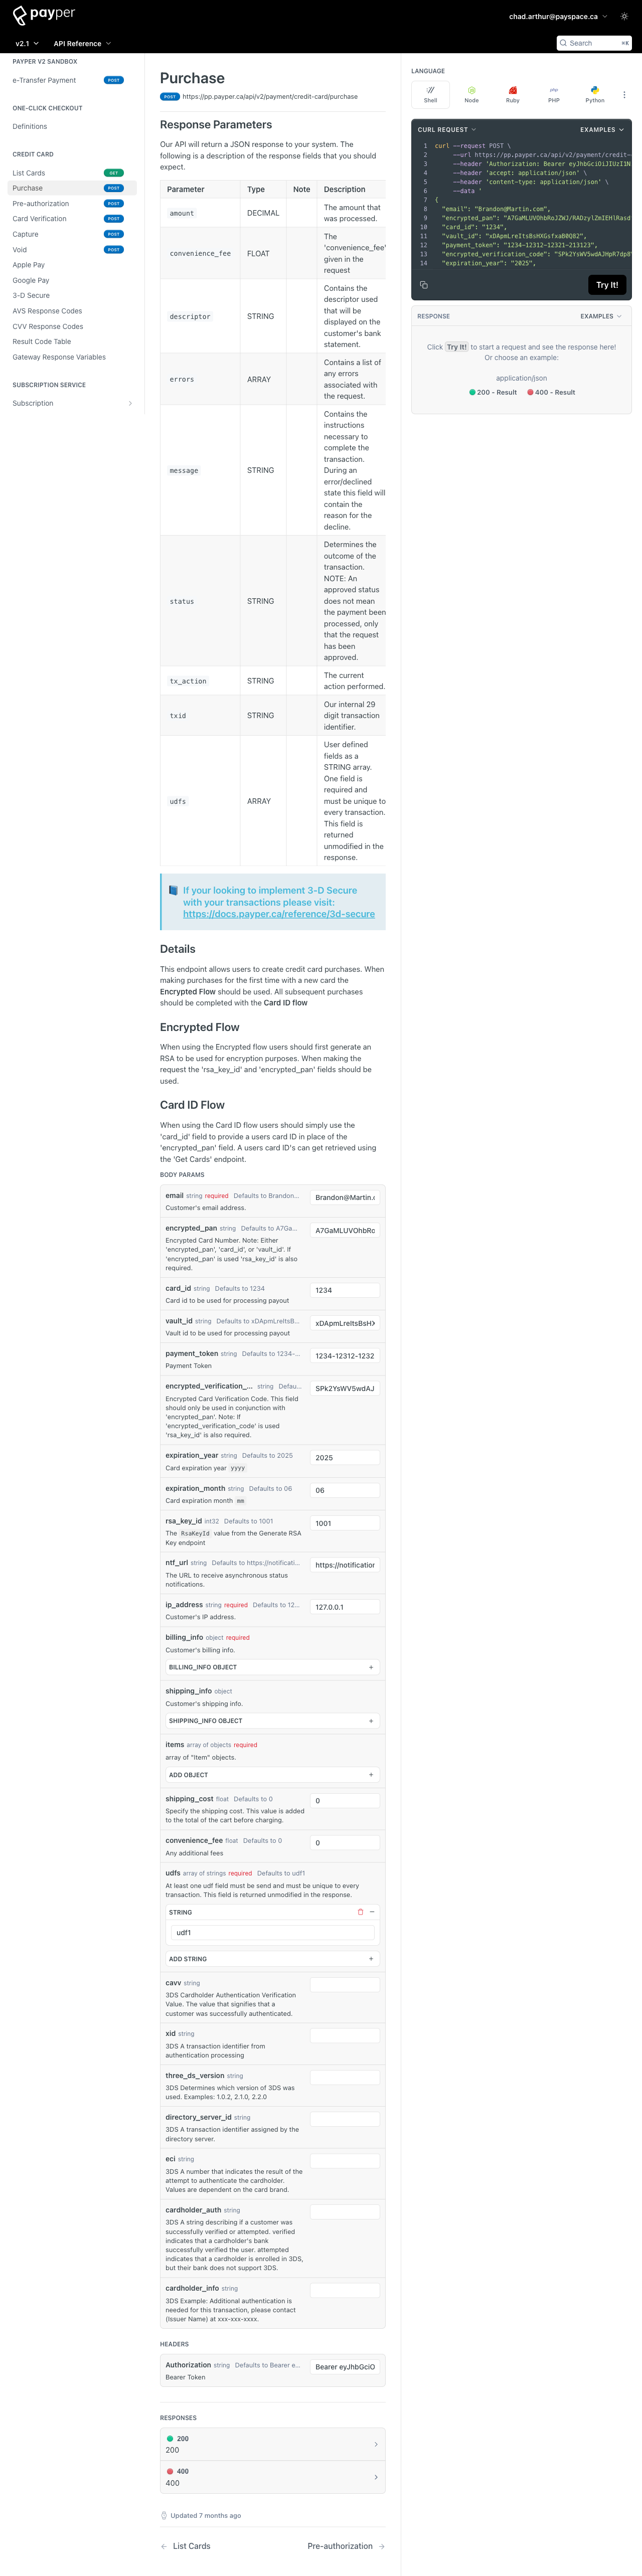 payper
chad.arthur@payspace.ca
v2.1
API Reference
Search
⌘K
PAYPER V2 SANDBOX
e-Transfer Payment POST
ONE-CLICK CHECKOUT
Definitions
CREDIT CARD
List Cards GET
Purchase POST
Pre-authorization POST
Card Verification POST
Capture POST
Void POST
Apple Pay
Google Pay
3-D Secure
AVS Response Codes
CVV Response Codes
Result Code Table
Gateway Response Variables
SUBSCRIPTION SERVICE
Subscription
Purchase
POST https://pp.payper.ca/api/v2/payment/credit-card/purchase
Response Parameters
Our API will return a JSON response to your system. The
following is a description of the response fields that you should
expect.
Parameter Type Note Description
amount DECIMAL The amount that
was processed.
convenience_fee FLOAT The
'convenience_fee'
given in the
request
descriptor STRING Contains the
descriptor used
that will be
displayed on the
customer's bank
statement.
errors ARRAY Contains a list of
any errors
associated with
the request.
message STRING Contains the
instructions
necessary to
complete the
transaction.
During an
error/declined
state this field will
contain the
reason for the
decline.
status STRING Determines the
outcome of the
transaction.
NOTE: An
approved status
does not mean
the payment been
processed, only
that the request
has been
approved.
tx_action STRING The current
action performed.
txid STRING Our internal 29
digit transaction
identifier.
udfs ARRAY User defined
fields as a
STRING array.
One field is
required and
must be unique to
every transaction.
This field is
returned
unmodified in the
response.
If your looking to implement 3-D Secure
with your transactions please visit:
https://docs.payper.ca/reference/3d-secure
Details
This endpoint allows users to create credit card purchases. When
making purchases for the first time with a new card the
Encrypted Flow should be used. All subsequent purchases
should be completed with the Card ID flow
Encrypted Flow
When using the Encrypted flow users should first generate an
RSA to be used for encryption purposes. When making the
request the 'rsa_key_id' and 'encrypted_pan' fields should be
used.
Card ID Flow
When using the Card ID flow users should simply use the
'card_id' field to provide a users card ID in place of the
'encrypted_pan' field. A users card ID's can get retrieved using
the 'Get Cards' endpoint.
BODY PARAMS
email string required Defaults to Brandon...
Brandon@Martin.c
Customer's email address.
encrypted_pan string Defaults to A7Ga...
A7GaMLUVOhbRo
Encrypted Card Number. Note: Either
'encrypted_pan', 'card_id', or 'vault_id'. If
'encrypted_pan' is used 'rsa_key_id' is also
required.
card_id string Defaults to 1234
1234
Card id to be used for processing payout
vault_id string Defaults to xDApmLreItsB...
xDApmLreItsBsHX
Vault id to be used for processing payout
payment_token string Defaults to 1234-...
1234-12312-1232
Payment Token
encrypted_verification_... string Defau...
SPk2YsWV5wdAJ
Encrypted Card Verification Code. This field
should only be used in conjunction with
'encrypted_pan'. Note: If
'encrypted_verification_code' is used
'rsa_key_id' is also required.
expiration_year string Defaults to 2025
2025
Card expiration year yyyy
expiration_month string Defaults to 06
06
Card expiration month mm
rsa_key_id int32 Defaults to 1001
1001
The RsaKeyId value from the Generate RSA
Key endpoint
ntf_url string Defaults to https://notificati...
https://notification
The URL to receive asynchronous status
notifications.
ip_address string required Defaults to 12...
127.0.0.1
Customer's IP address.
billing_info object required
Customer's billing info.
BILLING_INFO OBJECT +
shipping_info object
Customer's shipping info.
SHIPPING_INFO OBJECT +
items array of objects required
array of "Item" objects.
ADD OBJECT +
shipping_cost float Defaults to 0
0
Specify the shipping cost. This value is added
to the total of the cart before charging.
convenience_fee float Defaults to 0
0
Any additional fees
udfs array of strings required Defaults to udf1
At least one udf field must be send and must be unique to every
transaction. This field is returned unmodified in the response.
STRING
udf1
ADD STRING +
cavv string
3DS Cardholder Authentication Verification
Value. The value that signifies that a
customer was successfully authenticated.
xid string
3DS A transaction identifier from
authentication processing
three_ds_version string
3DS Determines which version of 3DS was
used. Examples: 1.0.2, 2.1.0, 2.2.0
directory_server_id string
3DS A transaction identifier assigned by the
directory server.
eci string
3DS A number that indicates the result of the
attempt to authenticate the cardholder.
Values are dependent on the card brand.
cardholder_auth string
3DS A string describing if a customer was
successfully verified or attempted. verified
indicates that a cardholder's bank
successfully verified the user. attempted
indicates that a cardholder is enrolled in 3DS,
but their bank does not support 3DS.
cardholder_info string
3DS Example: Additional authentication is
needed for this transaction, please contact
(Issuer Name) at xxx-xxx-xxxx.
HEADERS
Authorization string Defaults to Bearer e...
Bearer eyJhbGciO
Bearer Token
RESPONSES
200
200
400
400
Updated 7 months ago
← List Cards
Pre-authorization →
LANGUAGE
Shell
Node
Ruby
php
PHP
Python
CURL REQUEST
EXAMPLES
1 curl --request POST \
2 --url https://pp.payper.ca/api/v2/payment/credit-
3 --header 'Authorization: Bearer eyJhbGciOiJIUzI1N
4 --header 'accept: application/json' \
5 --header 'content-type: application/json' \
6 --data '
7 {
8 "email": "Brandon@Martin.com",
9 "encrypted_pan": "A7GaMLUVOhbRoJZWJ/RADzylZmIEHlRasd
10 "card_id": "1234",
11 "vault_id": "xDApmLreItsBsHXGsfxaB0Q82",
12 "payment_token": "1234-12312-12321-213123",
13 "encrypted_verification_code": "SPk2YsWV5wdAJHpR7dp8
14 "expiration_year": "2025",
Try It!
RESPONSE
EXAMPLES
Click Try It! to start a request and see the response here!
Or choose an example:
application/json
200 - Result
400 - Result